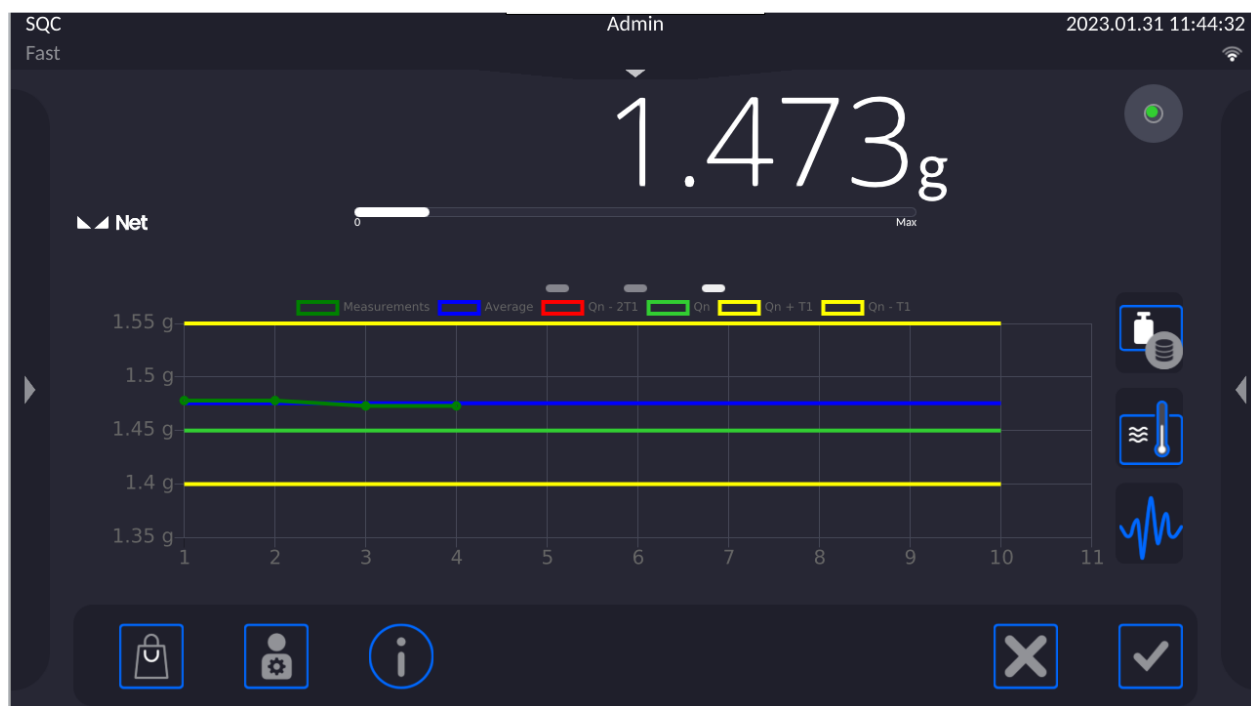 SQC Admin 2023.01.31 11:44:32
Fast
1.473g
Net
0 Max
Measurements Average Qn - 2T1 Qn Qn + T1 Qn - T1
1.55 g
1.5 g
1.45 g
1.4 g
1.35 g
1 2 3 4 5 6 7 8 9 10 11